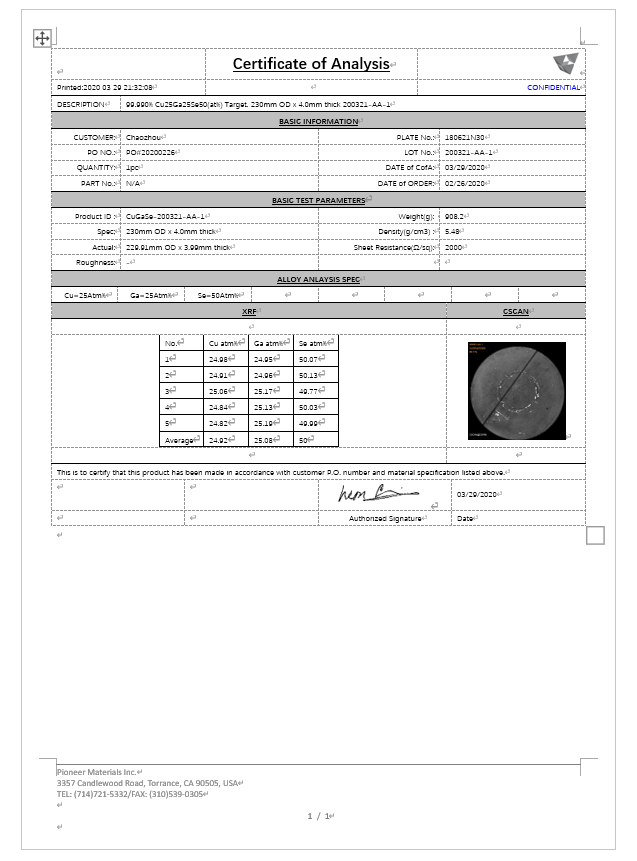 Certificate of Analysis
Printed:2020 03 29 21:32:08
CONFIDENTIAL
DESCRIPTION 99.990% Cu25Ga25Se50(at%) Target, 230mm OD x 4.0mm thick 200321-AA-1
BASIC INFORMATION
CUSTOMER: Chaozhou PLATE No.: 180621N30
PO NO.: PO#20200226 LOT No.: 200321-AA-1
QUANTITY: 1pc DATE of CofA: 03/29/2020
PART No.: N/A DATE of ORDER: 02/26/2020
BASIC TEST PARAMETERS
Product ID : CuGaSe-200321-AA-1 Weight(g): 908.2
Spec: 230mm OD x 4.0mm thick Density(g/cm3) : 5.48
Actual: 229.91mm OD x 3.99mm thick Sheet Resistance(Ω/sq): 2000
Roughness: -
ALLOY ANLAYSIS SPEC
Cu=25Atm% Ga=25Atm% Se=50Atm%
XRF CSCAN
No. Cu atm% Ga atm% Se atm%
1 24.98 24.95 50.07
2 24.91 24.96 50.13
3 25.06 25.17 49.77
4 24.84 25.13 50.03
5 24.82 25.19 49.99
Average 24.92 25.08 50
This is to certify that this product has been made in accordance with customer P.O. number and material specification listed above.
03/29/2020
Authorized Signature Date
Pioneer Materials Inc.
3357 Candlewood Road, Torrance, CA 90505, USA
TEL: (714)721-5332/FAX: (310)539-0305
1 / 1